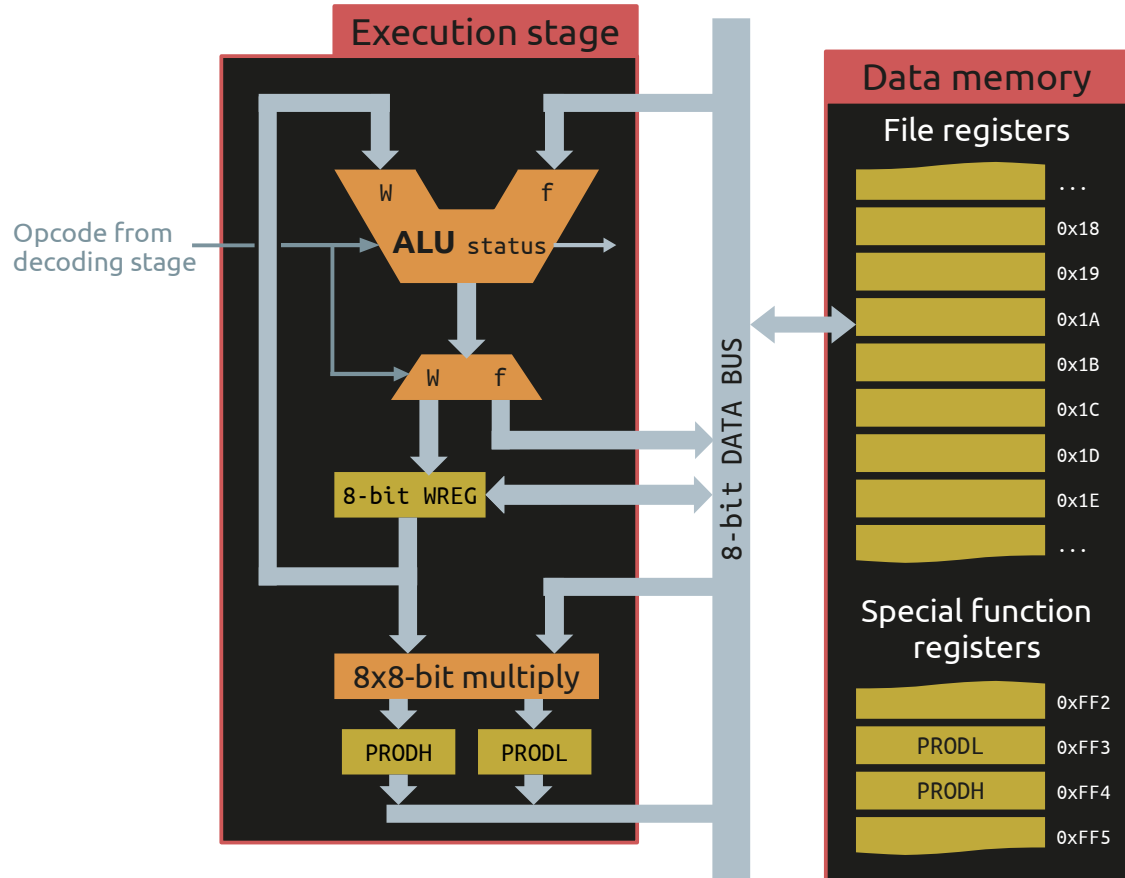 Execution stage
W
f
Opcode from
decoding stage
ALU status
W
f
8-bit WREG
8x8-bit multiply
PRODH
PRODL
8-bit DATA BUS
Data memory
File registers
...
0x18
0x19
0x1A
0x1B
0x1C
0x1D
0x1E
...
Special function
registers
0xFF2
PRODL 0xFF3
PRODH 0xFF4
0xFF5